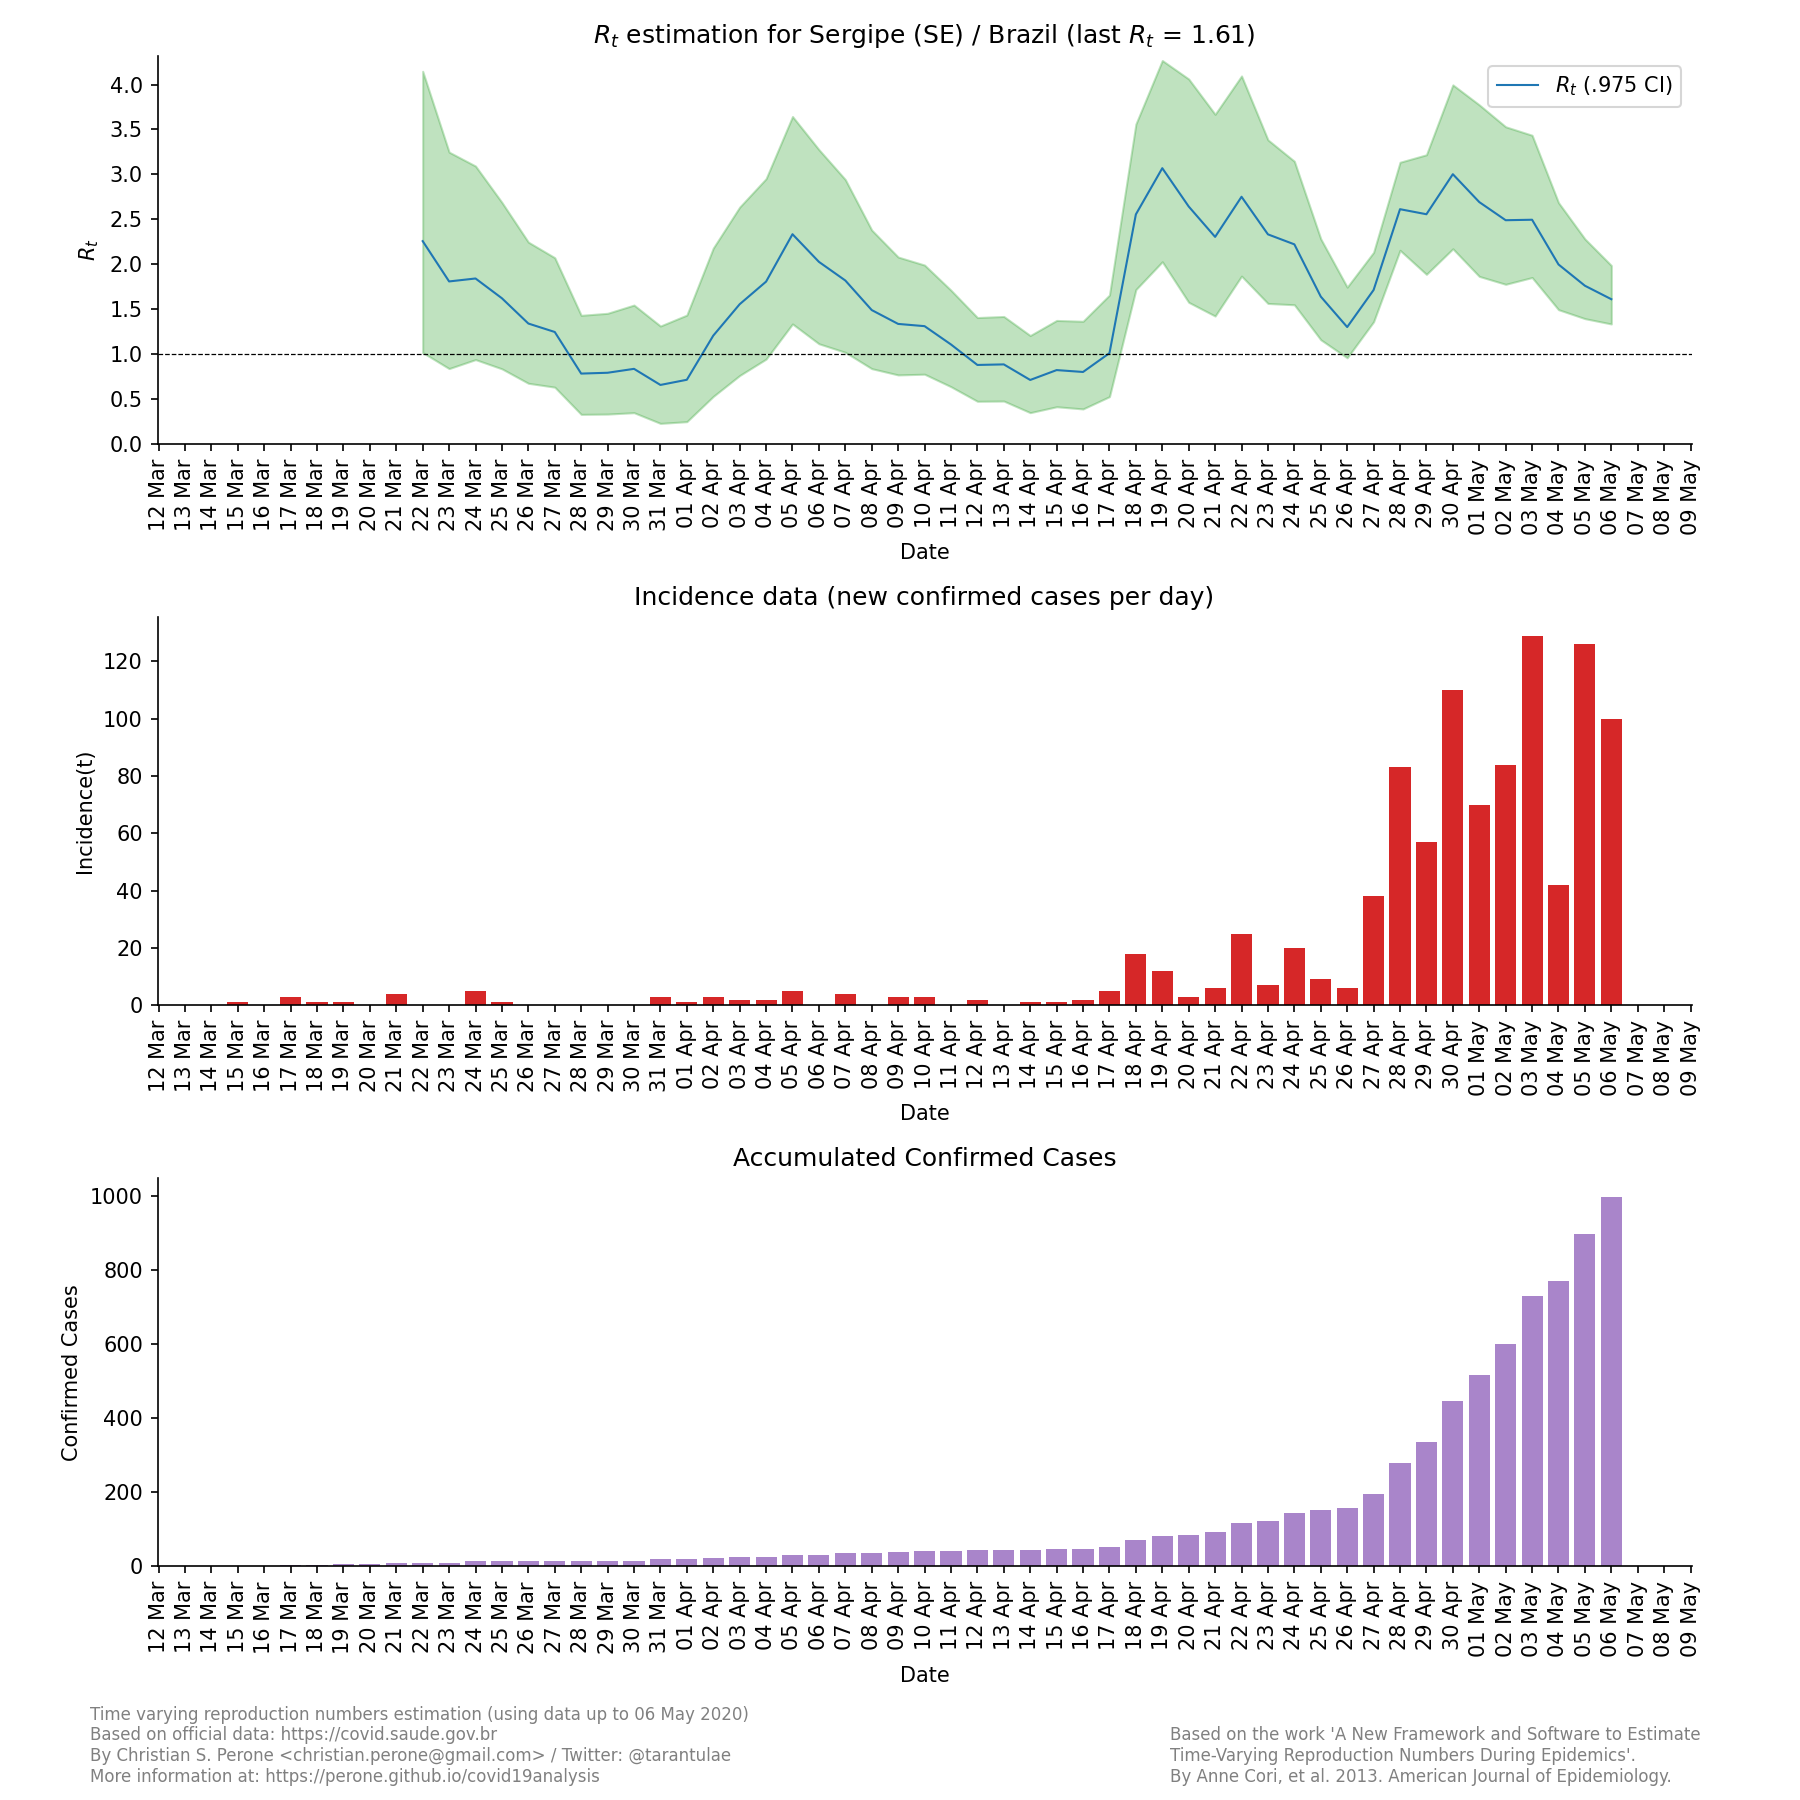 Rt estimation for Sergipe (SE) / Brazil (last Rt = 1.61)
Rt (.975 CI)
Rt
4.0
3.5
3.0
2.5
2.0
1.5
1.0
0.5
0.0
12 Mar 13 Mar 14 Mar 15 Mar 16 Mar 17 Mar 18 Mar 19 Mar 20 Mar 21 Mar 22 Mar 23 Mar 24 Mar 25 Mar 26 Mar 27 Mar 28 Mar 29 Mar 30 Mar 31 Mar 01 Apr 02 Apr 03 Apr 04 Apr 05 Apr 06 Apr 07 Apr 08 Apr 09 Apr 10 Apr 11 Apr 12 Apr 13 Apr 14 Apr 15 Apr 16 Apr 17 Apr 18 Apr 19 Apr 20 Apr 21 Apr 22 Apr 23 Apr 24 Apr 25 Apr 26 Apr 27 Apr 28 Apr 29 Apr 30 Apr 01 May 02 May 03 May 04 May 05 May 06 May 07 May 08 May 09 May
Date
Incidence data (new confirmed cases per day)
Incidence(t)
120
100
80
60
40
20
0
12 Mar 13 Mar 14 Mar 15 Mar 16 Mar 17 Mar 18 Mar 19 Mar 20 Mar 21 Mar 22 Mar 23 Mar 24 Mar 25 Mar 26 Mar 27 Mar 28 Mar 29 Mar 30 Mar 31 Mar 01 Apr 02 Apr 03 Apr 04 Apr 05 Apr 06 Apr 07 Apr 08 Apr 09 Apr 10 Apr 11 Apr 12 Apr 13 Apr 14 Apr 15 Apr 16 Apr 17 Apr 18 Apr 19 Apr 20 Apr 21 Apr 22 Apr 23 Apr 24 Apr 25 Apr 26 Apr 27 Apr 28 Apr 29 Apr 30 Apr 01 May 02 May 03 May 04 May 05 May 06 May 07 May 08 May 09 May
Date
Accumulated Confirmed Cases
Confirmed Cases
1000
800
600
400
200
0
12 Mar 13 Mar 14 Mar 15 Mar 16 Mar 17 Mar 18 Mar 19 Mar 20 Mar 21 Mar 22 Mar 23 Mar 24 Mar 25 Mar 26 Mar 27 Mar 28 Mar 29 Mar 30 Mar 31 Mar 01 Apr 02 Apr 03 Apr 04 Apr 05 Apr 06 Apr 07 Apr 08 Apr 09 Apr 10 Apr 11 Apr 12 Apr 13 Apr 14 Apr 15 Apr 16 Apr 17 Apr 18 Apr 19 Apr 20 Apr 21 Apr 22 Apr 23 Apr 24 Apr 25 Apr 26 Apr 27 Apr 28 Apr 29 Apr 30 Apr 01 May 02 May 03 May 04 May 05 May 06 May 07 May 08 May 09 May
Date
Time varying reproduction numbers estimation (using data up to 06 May 2020)
Based on official data: https://covid.saude.gov.br
By Christian S. Perone <christian.perone@gmail.com> / Twitter: @tarantulae
More information at: https://perone.github.io/covid19analysis
Based on the work 'A New Framework and Software to Estimate
Time-Varying Reproduction Numbers During Epidemics'.
By Anne Cori, et al. 2013. American Journal of Epidemiology.